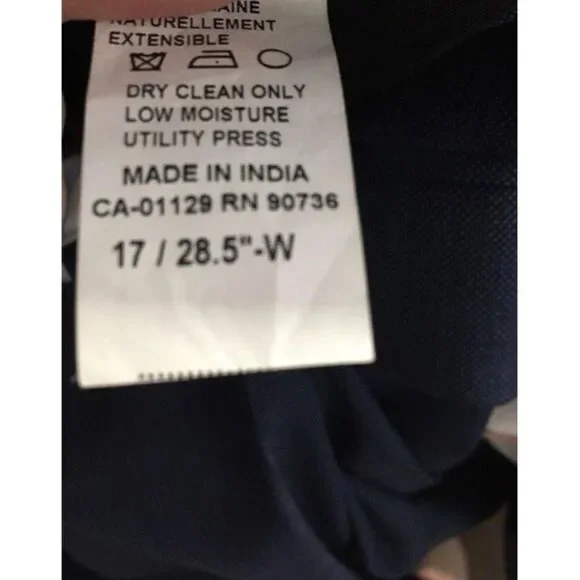 NATURELLEMENT
EXTENSIBLE
DRY CLEAN ONLY
LOW MOISTURE
UTILITY PRESS
MADE IN INDIA
CA-01129 RN 90736
17 / 28.5"-W